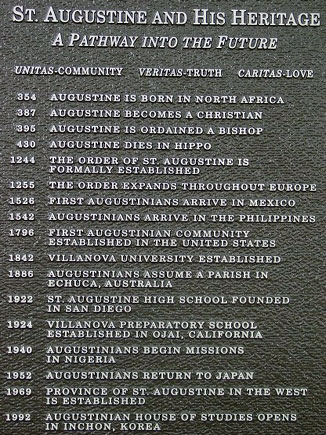 ST. AUGUSTINE AND HIS HERITAGE
A PATHWAY INTO THE FUTURE
UNITAS-COMMUNITY VERITAS-TRUTH CARITAS-LOVE
354 AUGUSTINE IS BORN IN NORTH AFRICA
387 AUGUSTINE BECOMES A CHRISTIAN
395 AUGUSTINE IS ORDAINED A BISHOP
430 AUGUSTINE DIES IN HIPPO
1244 THE ORDER OF ST. AUGUSTINE IS
FORMALLY ESTABLISHED
1255 THE ORDER EXPANDS THROUGHOUT EUROPE
1526 FIRST AUGUSTINIANS ARRIVE IN MEXICO
1542 AUGUSTINIANS ARRIVE IN THE PHILIPPINES
1796 FIRST AUGUSTINIAN COMMUNITY
ESTABLISHED IN THE UNITED STATES
1842 VILLANOVA UNIVERSITY ESTABLISHED
1886 AUGUSTINIANS ASSUME A PARISH IN
ECHUCA, AUSTRALIA
1922 ST. AUGUSTINE HIGH SCHOOL FOUNDED
IN SAN DIEGO
1924 VILLANOVA PREPARATORY SCHOOL
ESTABLISHED IN OJAI, CALIFORNIA
1940 AUGUSTINIANS BEGIN MISSIONS
IN NIGERIA
1952 AUGUSTINIANS RETURN TO JAPAN
1969 PROVINCE OF ST. AUGUSTINE IN THE WEST
IS ESTABLISHED
1992 AUGUSTINIAN HOUSE OF STUDIES OPENS
IN INCHON, KOREA